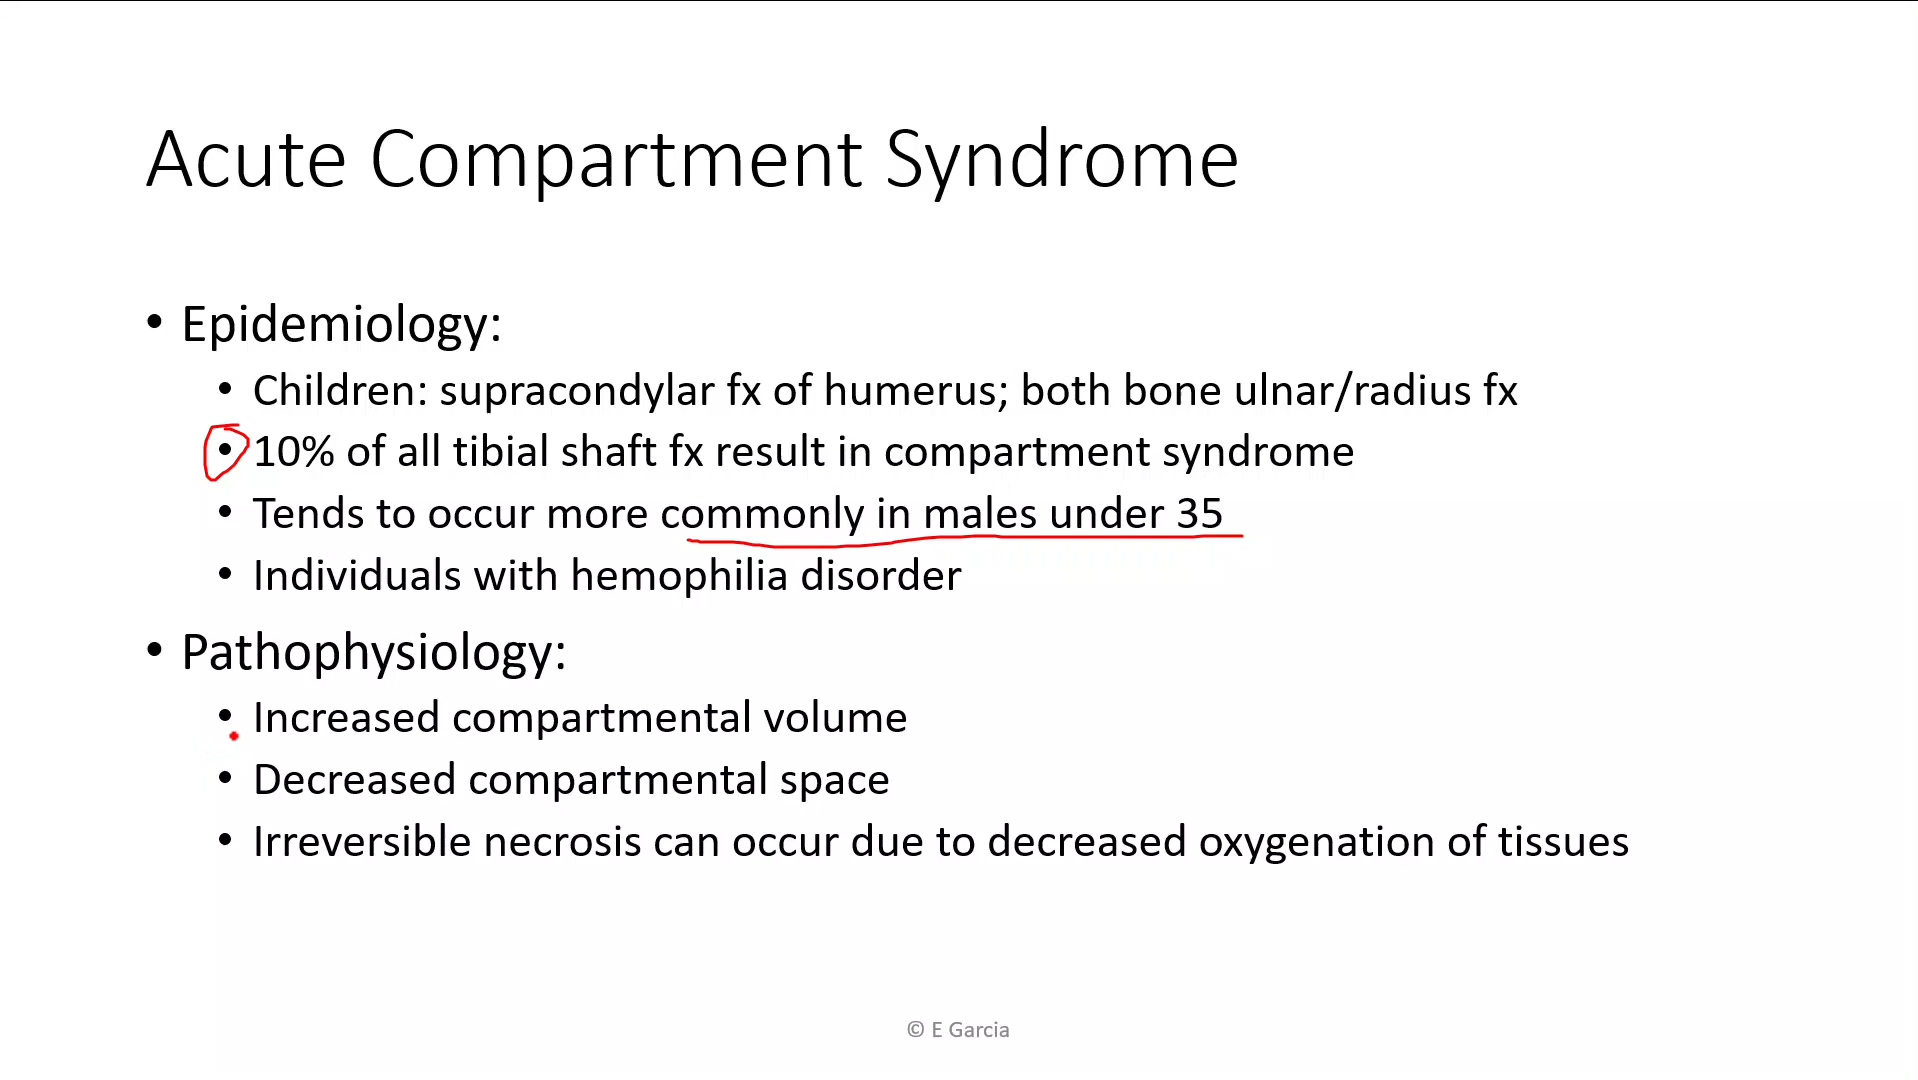 Acute Compartment Syndrome
• Epidemiology:
• Children: supracondylar fx of humerus; both bone ulnar/radius fx
• 10% of all tibial shaft fx result in compartment syndrome
• Tends to occur more commonly in males under 35
• Individuals with hemophilia disorder
• Pathophysiology:
• Increased compartmental volume
• Decreased compartmental space
• Irreversible necrosis can occur due to decreased oxygenation of tissues
© E Garcia